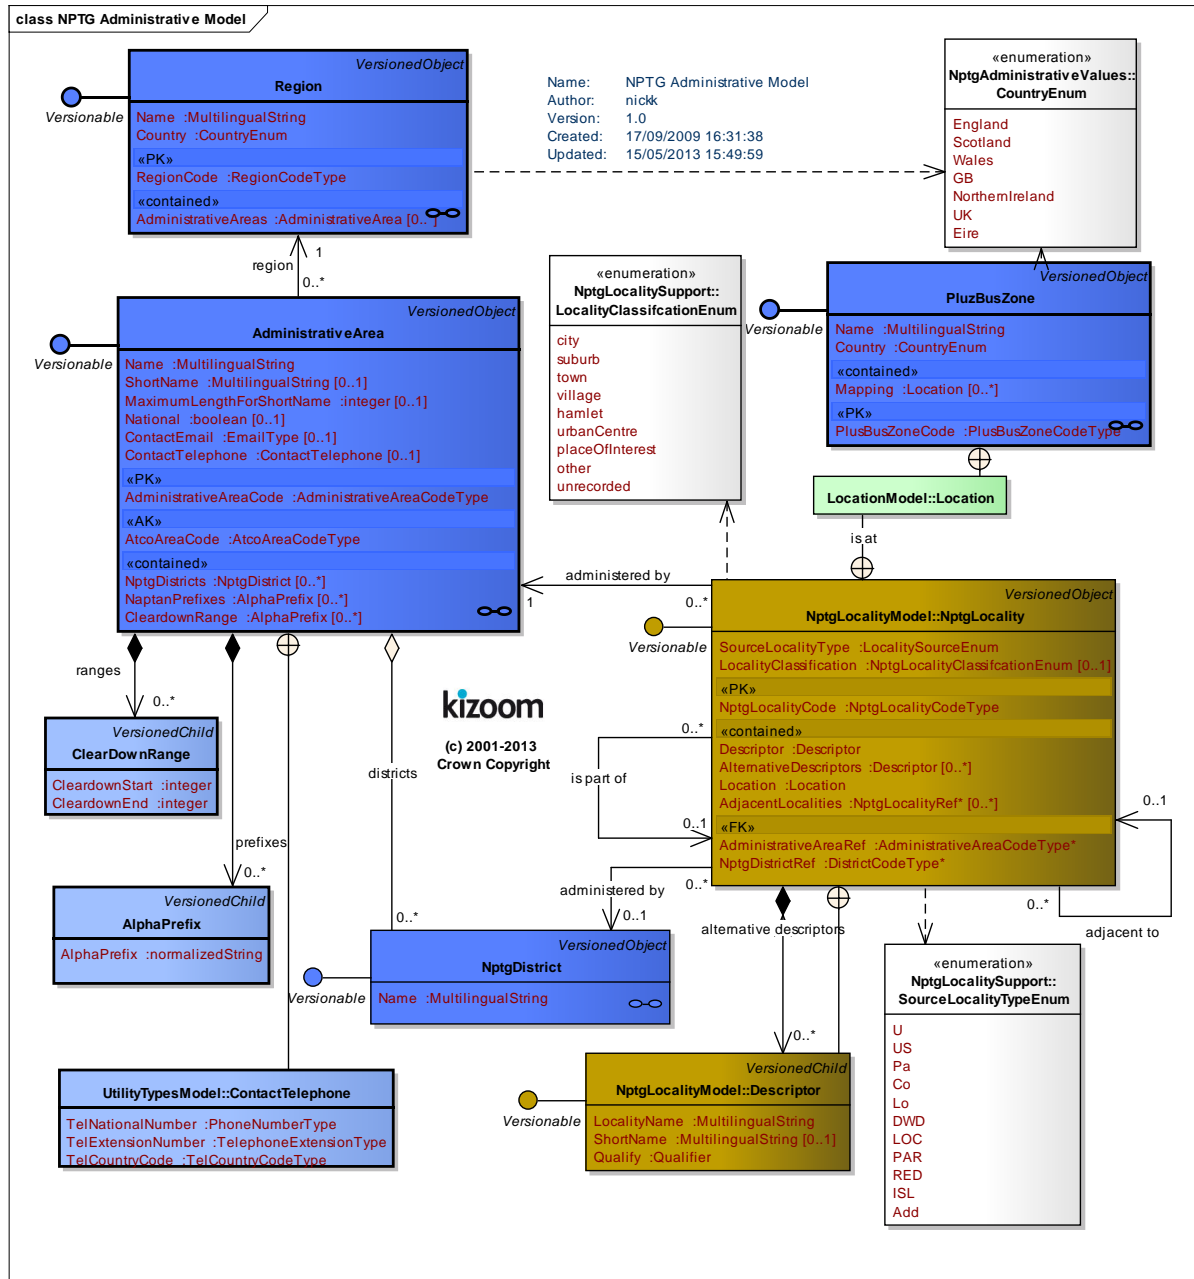 class NPTG Administrative Model
VersionedObject
Region
Versionable
Name :MultilingualString
Country :CountryEnum
«PK»
RegionCode :RegionCodeType
«contained»
AdministrativeAreas :AdministrativeArea [0..*]
Name: NPTG Administrative Model
Author: nickk
Version: 1.0
Created: 17/09/2009 16:31:38
Updated: 15/05/2013 15:49:59
«enumeration»
NptgAdministrativeValues::
CountryEnum
England
Scotland
Wales
GB
NorthernIreland
UK
Eire
region
1
0..*
«enumeration»
NptgLocalitySupport::
LocalityClassifcationEnum
city
suburb
town
village
hamlet
urbanCentre
placeOfInterest
other
unrecorded
VersionedObject
PluzBusZone
Versionable
Name :MultilingualString
Country :CountryEnum
«contained»
Mapping :Location [0..*]
«PK»
PlusBusZoneCode :PlusBusZoneCodeType
LocationModel::Location
is at
VersionedObject
AdministrativeArea
Versionable
Name :MultilingualString
ShortName :MultilingualString [0..1]
MaximumLengthForShortName :integer [0..1]
National :boolean [0..1]
ContactEmail :EmailType [0..1]
ContactTelephone :ContactTelephone [0..1]
«PK»
AdministrativeAreaCode :AdministrativeAreaCodeType
«AK»
AtcoAreaCode :AtcoAreaCodeType
«contained»
NptgDistricts :NptgDistrict [0..*]
NaptanPrefixes :AlphaPrefix [0..*]
CleardownRange :AlphaPrefix [0..*]
administered by
1
0..*
VersionedObject
NptgLocalityModel::NptgLocality
Versionable
SourceLocalityType :LocalitySourceEnum
LocalityClassification :NptgLocalityClassifcationEnum [0..1]
«PK»
NptgLocalityCode :NptgLocalityCodeType
«contained»
Descriptor :Descriptor
AlternativeDescriptors :Descriptor [0..*]
Location :Location
AdjacentLocalities :NptgLocalityRef* [0..*]
«FK»
AdministrativeAreaRef :AdministrativeAreaCodeType*
NptgDistrictRef :DistrictCodeType*
0..*
is part of
0..1
0..1
0..*
adjacent to
ranges
0..*
VersionedChild
ClearDownRange
CleardownStart :integer
CleardownEnd :integer
kizoom
(c) 2001-2013
Crown Copyright
districts
0..*
prefixes
0..*
VersionedChild
AlphaPrefix
AlphaPrefix :normalizedString
administered by
0..*
0..1
alternative descriptors
0..*
VersionedObject
NptgDistrict
Versionable
Name :MultilingualString
«enumeration»
NptgLocalitySupport::
SourceLocalityTypeEnum
U
US
Pa
Co
Lo
DWD
LOC
PAR
RED
ISL
Add
UtilityTypesModel::ContactTelephone
TelNationalNumber :PhoneNumberType
TelExtensionNumber :TelephoneExtensionType
TelCountryCode :TelCountryCodeType
VersionedChild
NptgLocalityModel::Descriptor
Versionable
LocalityName :MultilingualString
ShortName :MultilingualString [0..1]
Qualify :Qualifier